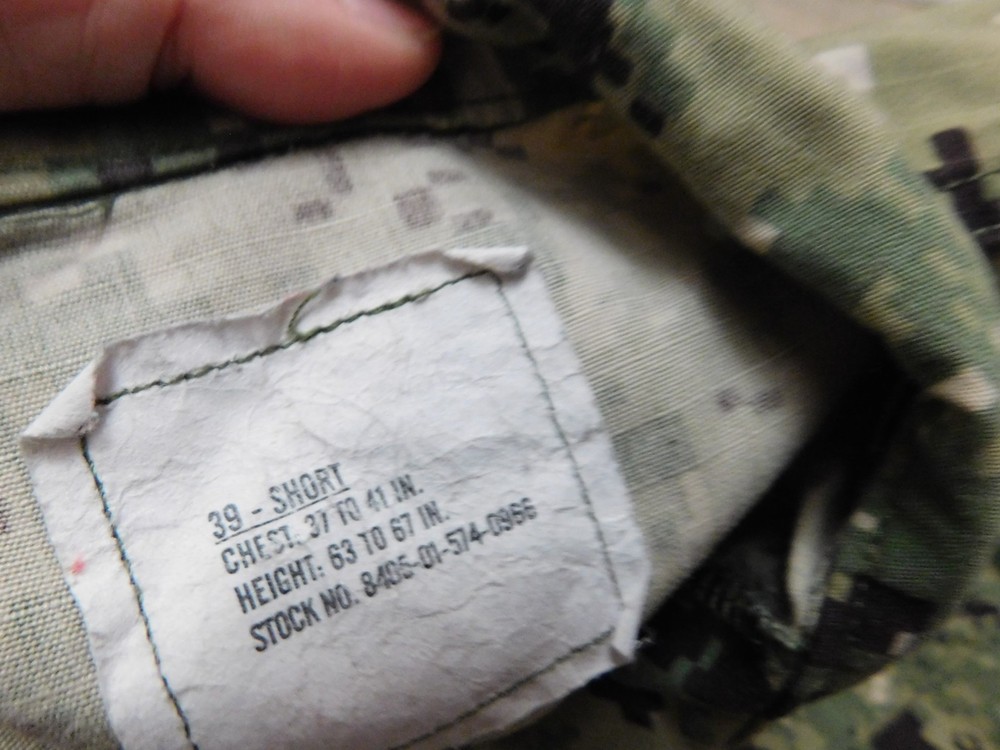 39 - SHORT
CHEST: 37 TO 41 IN.
HEIGHT: 63 TO 67 IN.
STOCK NO. 8405-01-574-0966